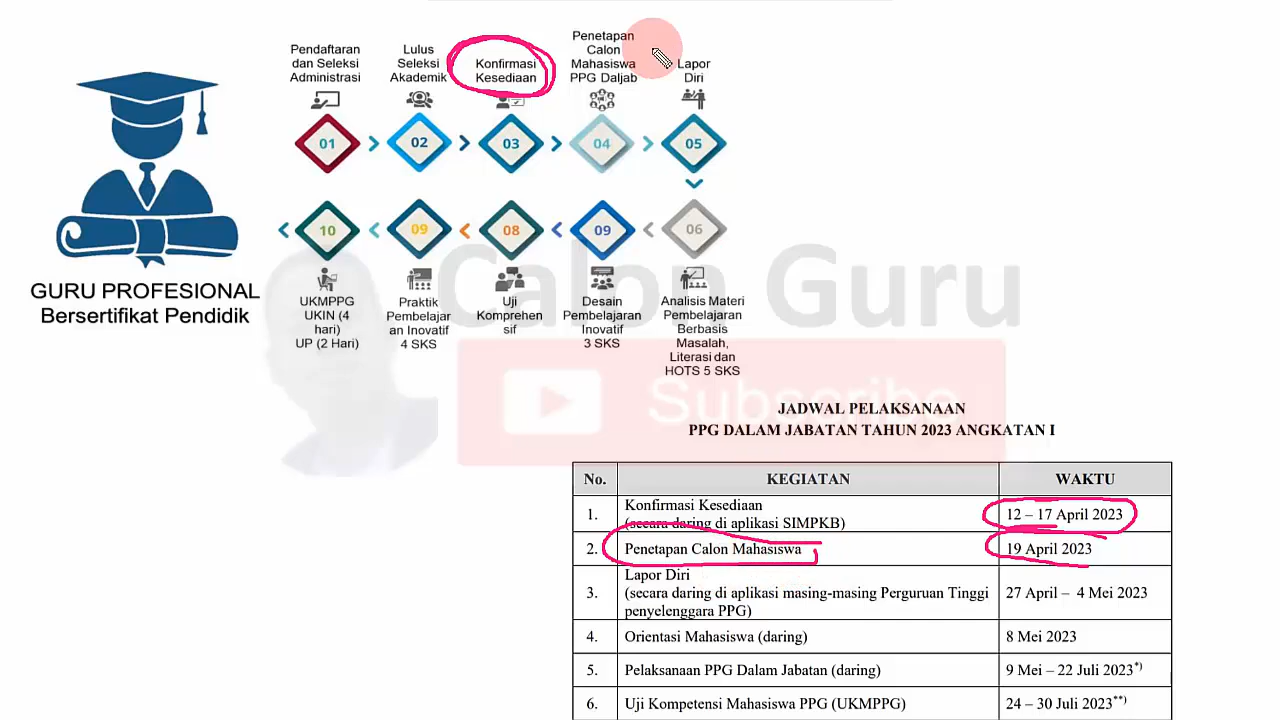 Pendaftaran
dan Seleksi
Administrasi
Lulus
Seleksi
Akademik
Konfirmasi
Kesediaan
Penetapan
Calon
Mahasiswa
PPG Daljab
Lapor
Diri
01
02
03
04
05
10
09
08
09
06
GURU PROFESIONAL
Bersertifikat Pendidik
UKMPPG
UKIN (4
hari)
UP (2 Hari)
Praktik
Pembelajar
an Inovatif
4 SKS
Uji
Komprehen
sif
Desain
Pembelajaran
Inovatif
3 SKS
Analisis Materi
Pembelajaran
Berbasis
Masalah,
Literasi dan
HOTS 5 SKS
Calon Guru
Subscribe
JADWAL PELAKSANAAN
PPG DALAM JABATAN TAHUN 2023 ANGKATAN I
No. KEGIATAN WAKTU
1. Konfirmasi Kesediaan
(secara daring di aplikasi SIMPKB) 12 – 17 April 2023
2. Penetapan Calon Mahasiswa 19 April 2023
3. Lapor Diri
(secara daring di aplikasi masing-masing Perguruan Tinggi
penyelenggara PPG) 27 April – 4 Mei 2023
4. Orientasi Mahasiswa (daring) 8 Mei 2023
5. Pelaksanaan PPG Dalam Jabatan (daring) 9 Mei – 22 Juli 2023*)
6. Uji Kompetensi Mahasiswa PPG (UKMPPG) 24 – 30 Juli 2023**)